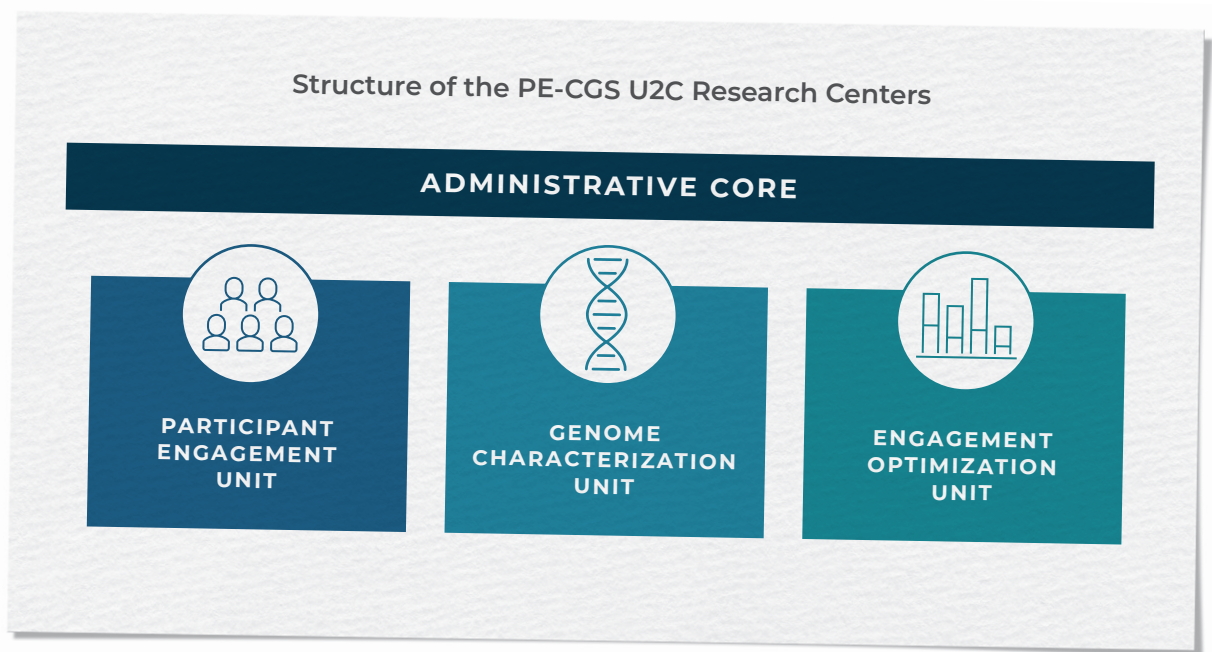 Structure of the PE-CGS U2C Research Centers
ADMINISTRATIVE CORE
PARTICIPANT
ENGAGEMENT
UNIT
GENOME
CHARACTERIZATION
UNIT
ENGAGEMENT
OPTIMIZATION
UNIT